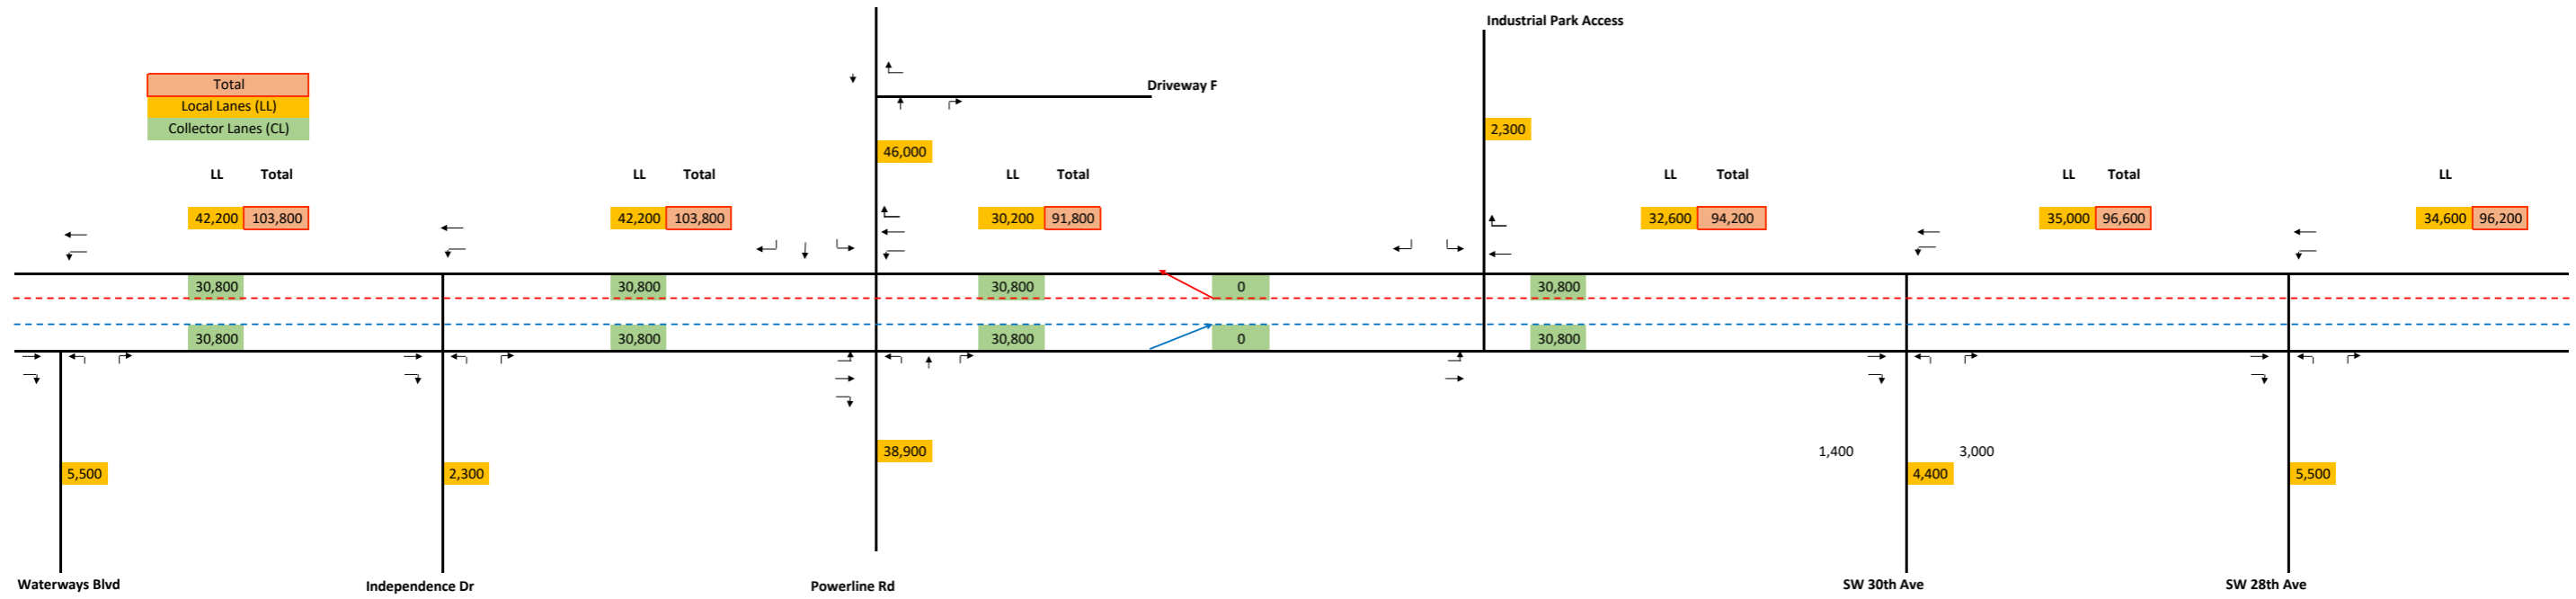 Industrial Park Access
Total
Local Lanes (LL)
Collector Lanes (CL)
Driveway F
2,300
46,000
LL Total
LL Total
LL Total
LL Total
LL Total
LL
42,200 103,800
42,200 103,800
30,200 91,800
32,600 94,200
35,000 96,600
34,600 96,200
30,800
30,800
30,800
0
30,800
30,800
30,800
30,800
0
30,800
38,900
1,400
3,000
5,500
2,300
4,400
5,500
Waterways Blvd
Independence Dr
Powerline Rd
SW 30th Ave
SW 28th Ave